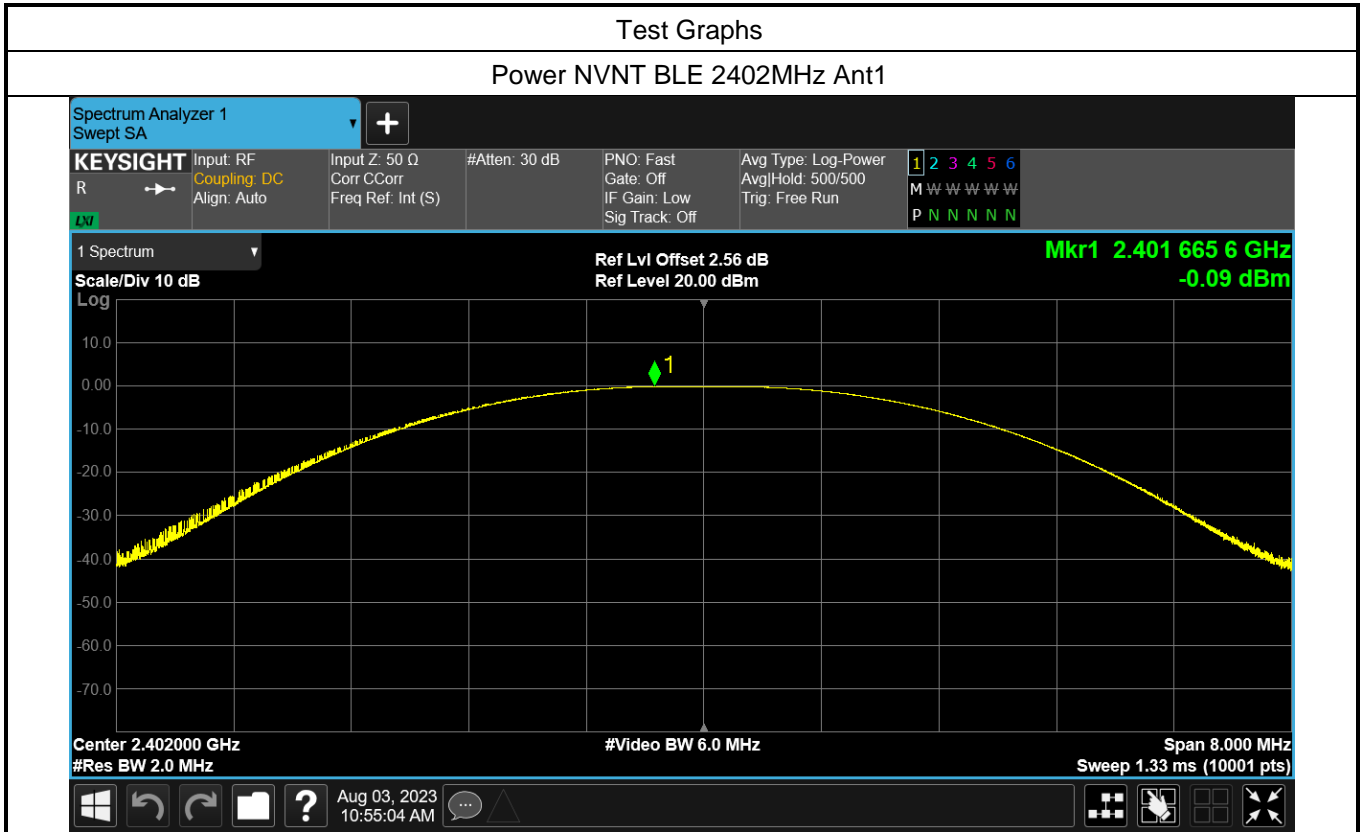 Test Graphs
Power NVNT BLE 2402MHz Ant1
Spectrum Analyzer 1
Swept SA
+
KEYSIGHT Input: RF Input Z: 50 Ω #Atten: 30 dB PNO: Fast Avg Type: Log-Power 1 2 3 4 5 6
R Coupling: DC Corr CCorr Gate: Off Avg|Hold: 500/500 M W W W W W
Align: Auto Freq Ref: Int (S) IF Gain: Low Trig: Free Run
LXI Sig Track: Off P N N N N N
1 Spectrum Ref Lvl Offset 2.56 dB Mkr1 2.401 665 6 GHz
Scale/Div 10 dB Ref Level 20.00 dBm -0.09 dBm
Log
10.0
1
0.00
-10.0
-20.0
-30.0
-40.0
-50.0
-60.0
-70.0
Center 2.402000 GHz #Video BW 6.0 MHz Span 8.000 MHz
#Res BW 2.0 MHz Sweep 1.33 ms (10001 pts)
? Aug 03, 2023
10:55:04 AM